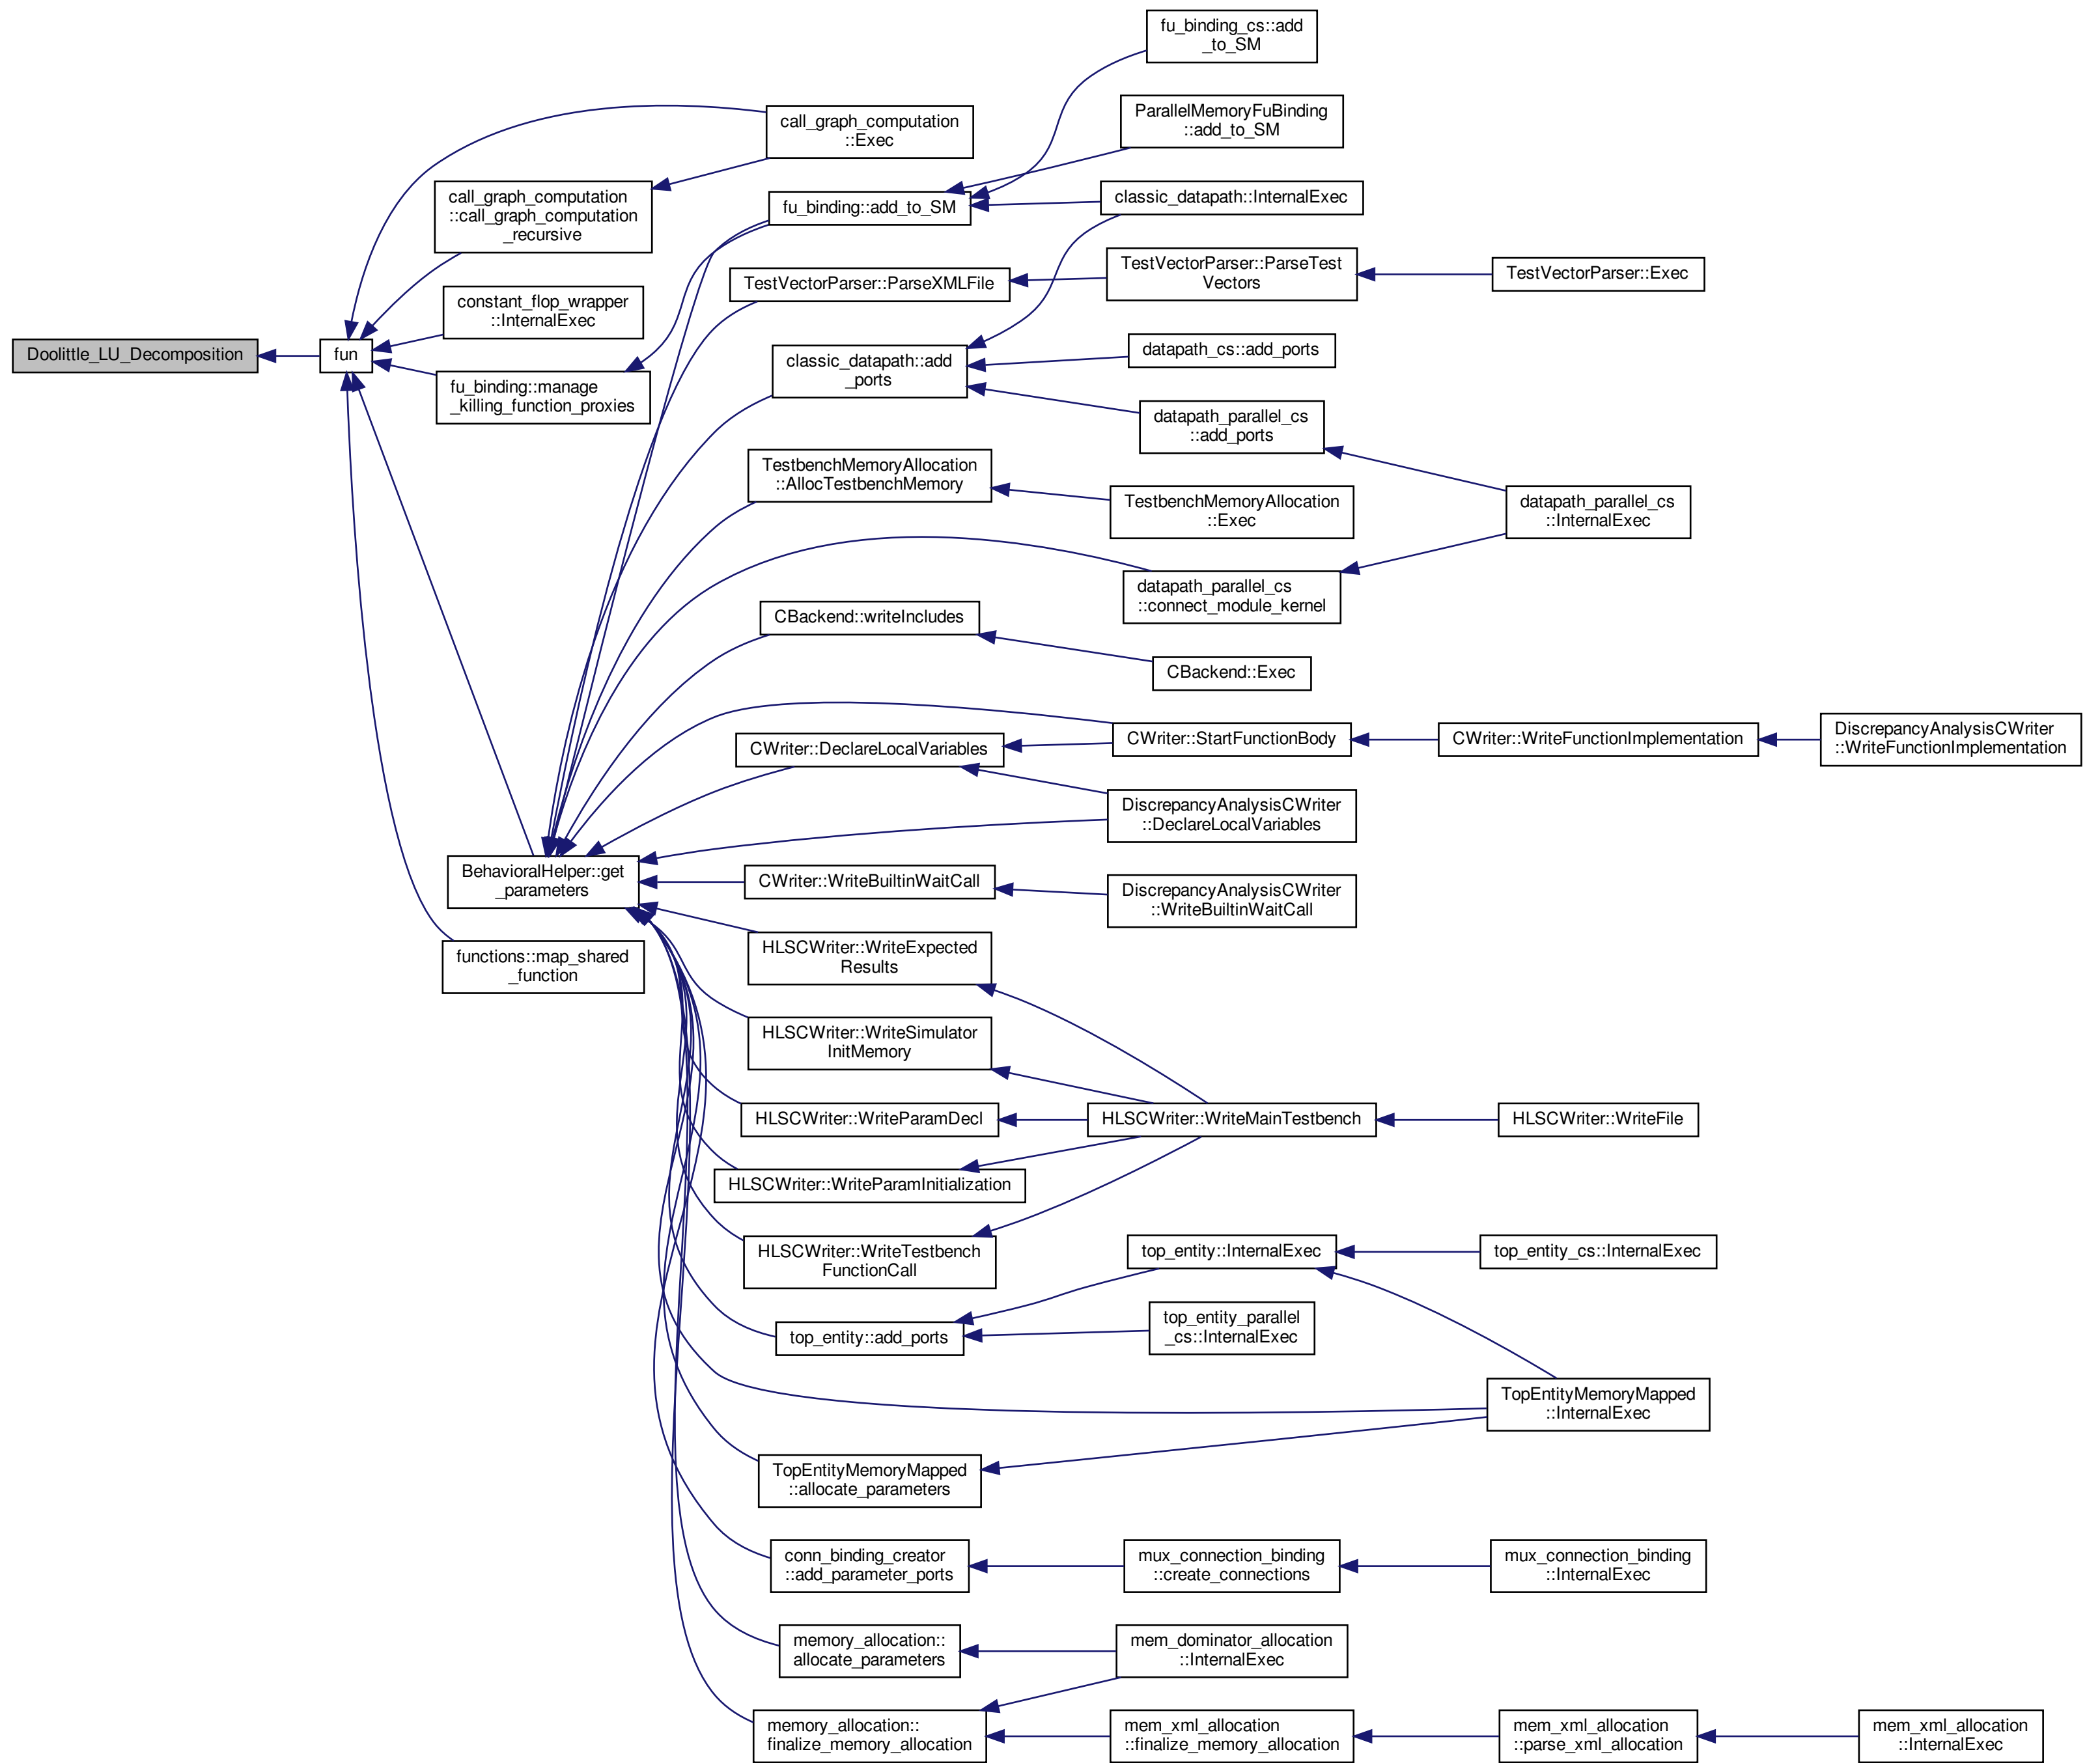 fu_binding_cs::add
_to_SM
call_graph_computation
::Exec
ParallelMemoryFuBinding
::add_to_SM
call_graph_computation
::call_graph_computation
_recursive
fu_binding::add_to_SM
classic_datapath::InternalExec
constant_flop_wrapper
::InternalExec
TestVectorParser::ParseXMLFile
TestVectorParser::ParseTest
Vectors
TestVectorParser::Exec
Doolittle_LU_Decomposition
fun
fu_binding::manage
_killing_function_proxies
classic_datapath::add
_ports
datapath_cs::add_ports
datapath_parallel_cs
::add_ports
TestbenchMemoryAllocation
::AllocTestbenchMemory
TestbenchMemoryAllocation
::Exec
datapath_parallel_cs
::InternalExec
datapath_parallel_cs
::connect_module_kernel
CBackend::writeIncludes
CBackend::Exec
CWriter::DeclareLocalVariables
CWriter::StartFunctionBody
CWriter::WriteFunctionImplementation
DiscrepancyAnalysisCWriter
::WriteFunctionImplementation
DiscrepancyAnalysisCWriter
::DeclareLocalVariables
BehavioralHelper::get
_parameters
CWriter::WriteBuiltinWaitCall
DiscrepancyAnalysisCWriter
::WriteBuiltinWaitCall
functions::map_shared
_function
HLSCWriter::WriteExpected
Results
HLSCWriter::WriteSimulator
InitMemory
HLSCWriter::WriteParamDecl
HLSCWriter::WriteMainTestbench
HLSCWriter::WriteFile
HLSCWriter::WriteParamInitialization
HLSCWriter::WriteTestbench
FunctionCall
top_entity::InternalExec
top_entity_cs::InternalExec
top_entity::add_ports
top_entity_parallel
_cs::InternalExec
TopEntityMemoryMapped
::InternalExec
TopEntityMemoryMapped
::allocate_parameters
conn_binding_creator
::add_parameter_ports
mux_connection_binding
::create_connections
mux_connection_binding
::InternalExec
memory_allocation::
allocate_parameters
mem_dominator_allocation
::InternalExec
memory_allocation::
finalize_memory_allocation
mem_xml_allocation
::finalize_memory_allocation
mem_xml_allocation
::parse_xml_allocation
mem_xml_allocation
::InternalExec